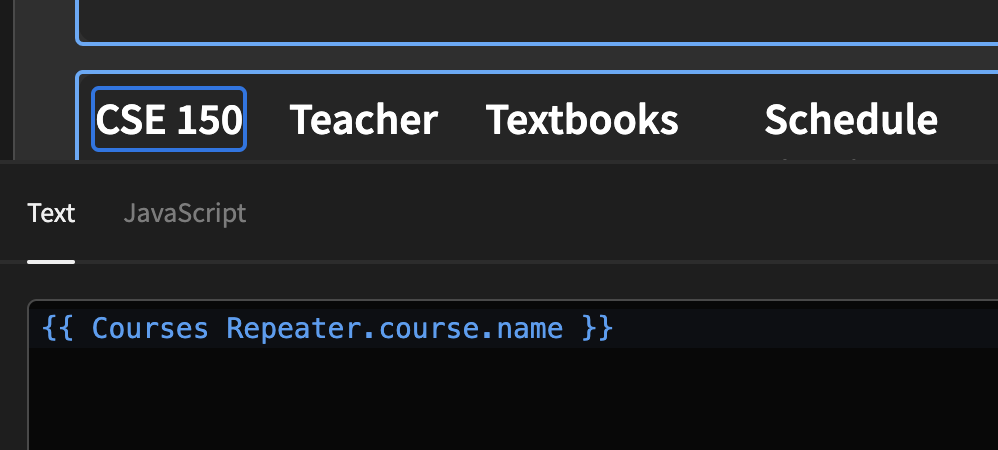 CSE 150 Teacher Textbooks Schedule
Text JavaScript
{{ Courses Repeater.course.name }}